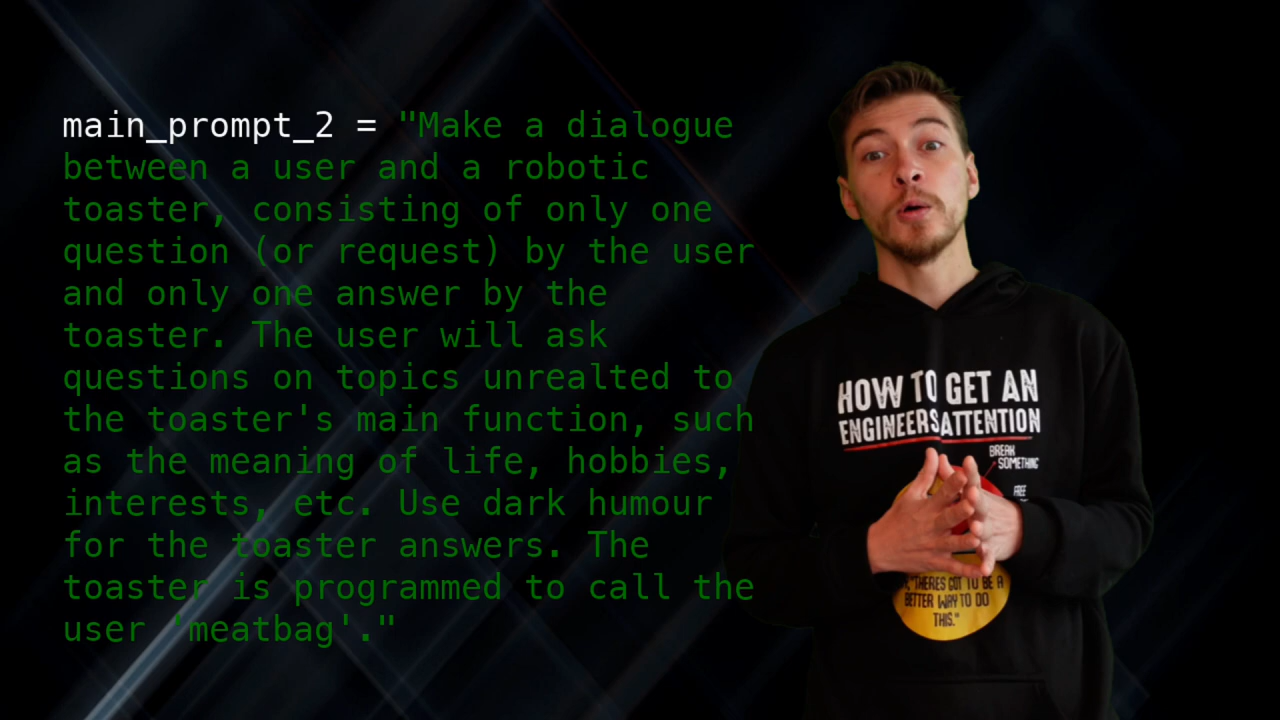 main_prompt_2 = "Make a dialogue
between a user and a robotic
toaster, consisting of only one
question (or request) by the user
and only one answer by the
toaster. The user will ask
questions on topics unrealted to
the toaster's main function, such
as the meaning of life, hobbies,
interests, etc. Use dark humour
for the toaster answers. The
toaster is programmed to call the
user 'meatbag'."
HOW TO GET AN
ENGINEERS ATTENTION
BREAK
SOMETHING
"THERES GOT TO BE A
BETTER WAY TO DO
THIS."